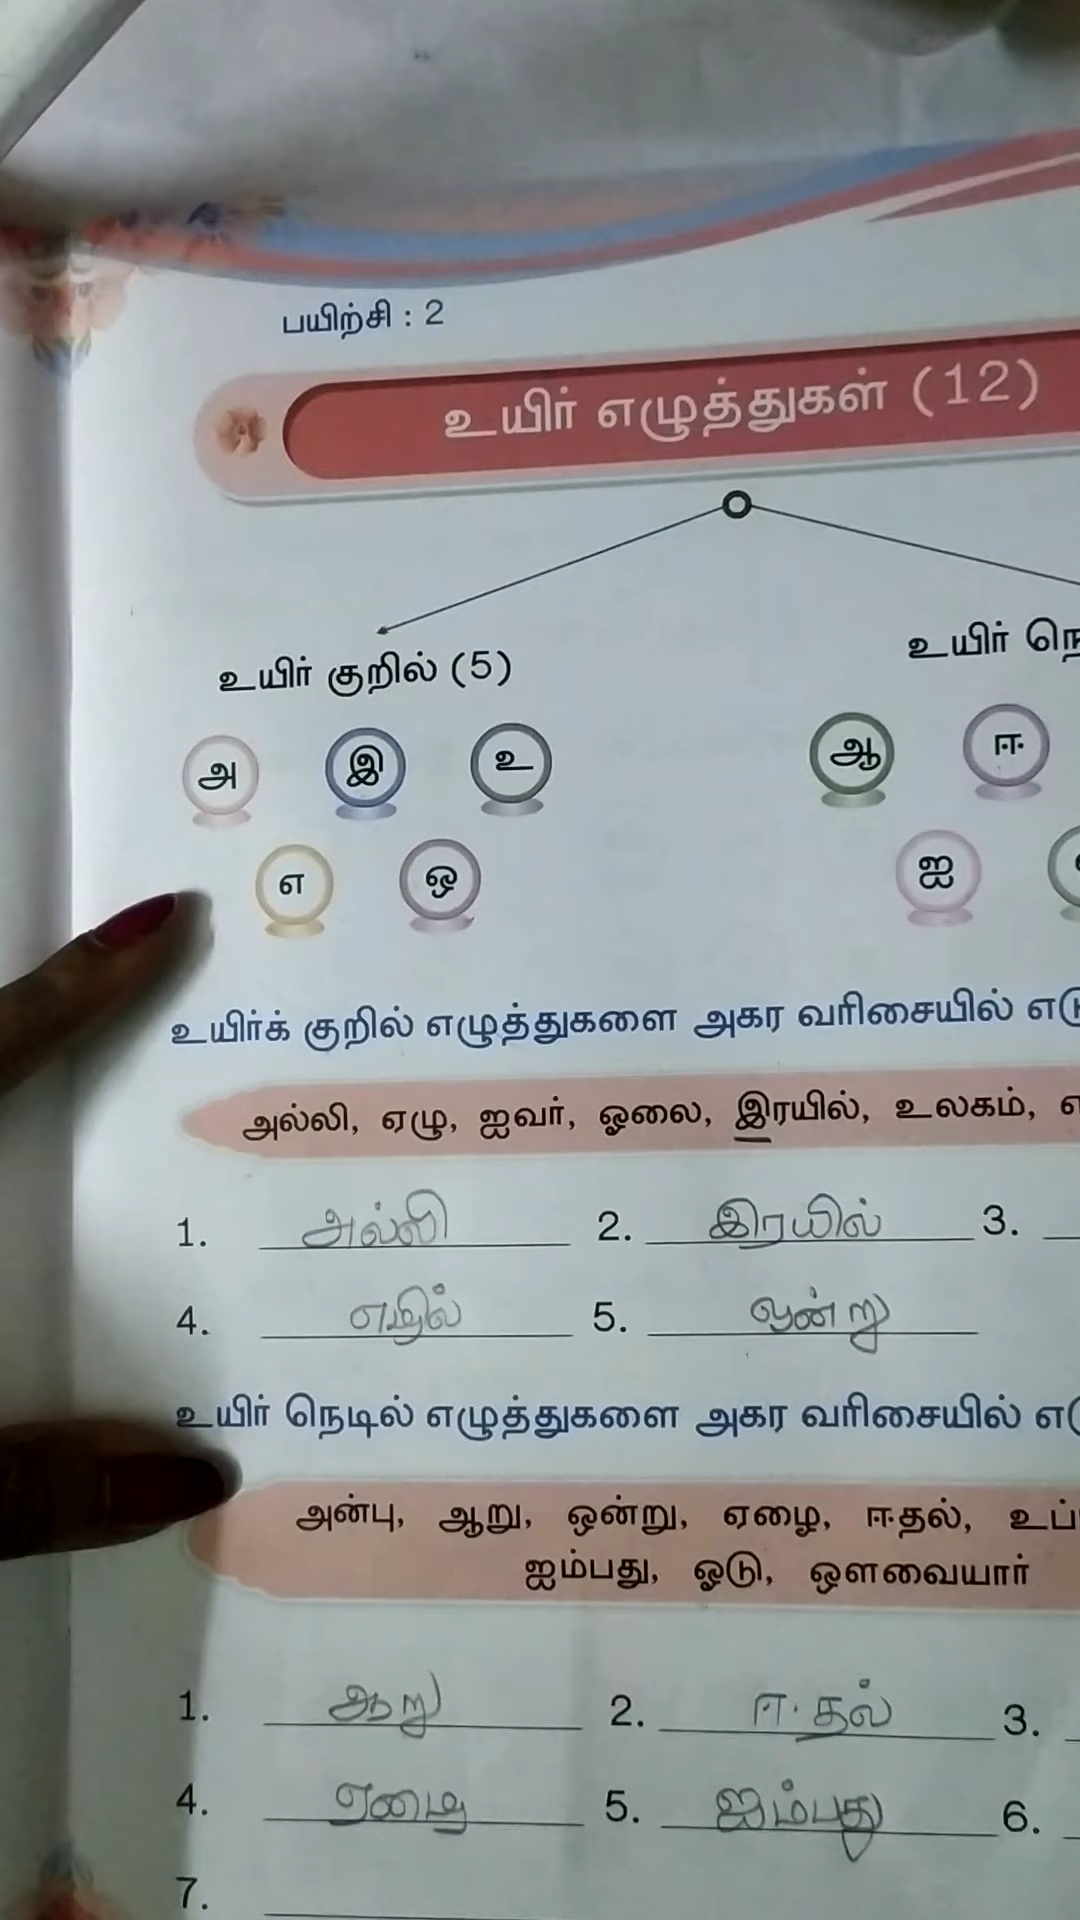 பயிற்சி : 2
உயிர் எழுத்துகள் (12)
உயிர் குறில் (5) உயிர்
அ இ உ ஆ ஈ
எ ஒ ஐ
உயிர்க் குறில் எழுத்துகளை அகர வரிசையில்
அல்லி, ஏழு, ஐவர், ஓலை, இரயில், உலகம்,
1. அல்லி 2. இரயில் 3.
4. எழில் 5. ஒன்று
உயிர் நெடில் எழுத்துகளை அகர வரிசையில்
அன்பு, ஆறு, ஒன்று, ஏழை, ஈதல்,
ஐம்பது, ஓடு, ஔவையார்
1. ஆறு 2. ஈதல் 3.
4. ஏழை 5. ஐம்பது 6.
7.